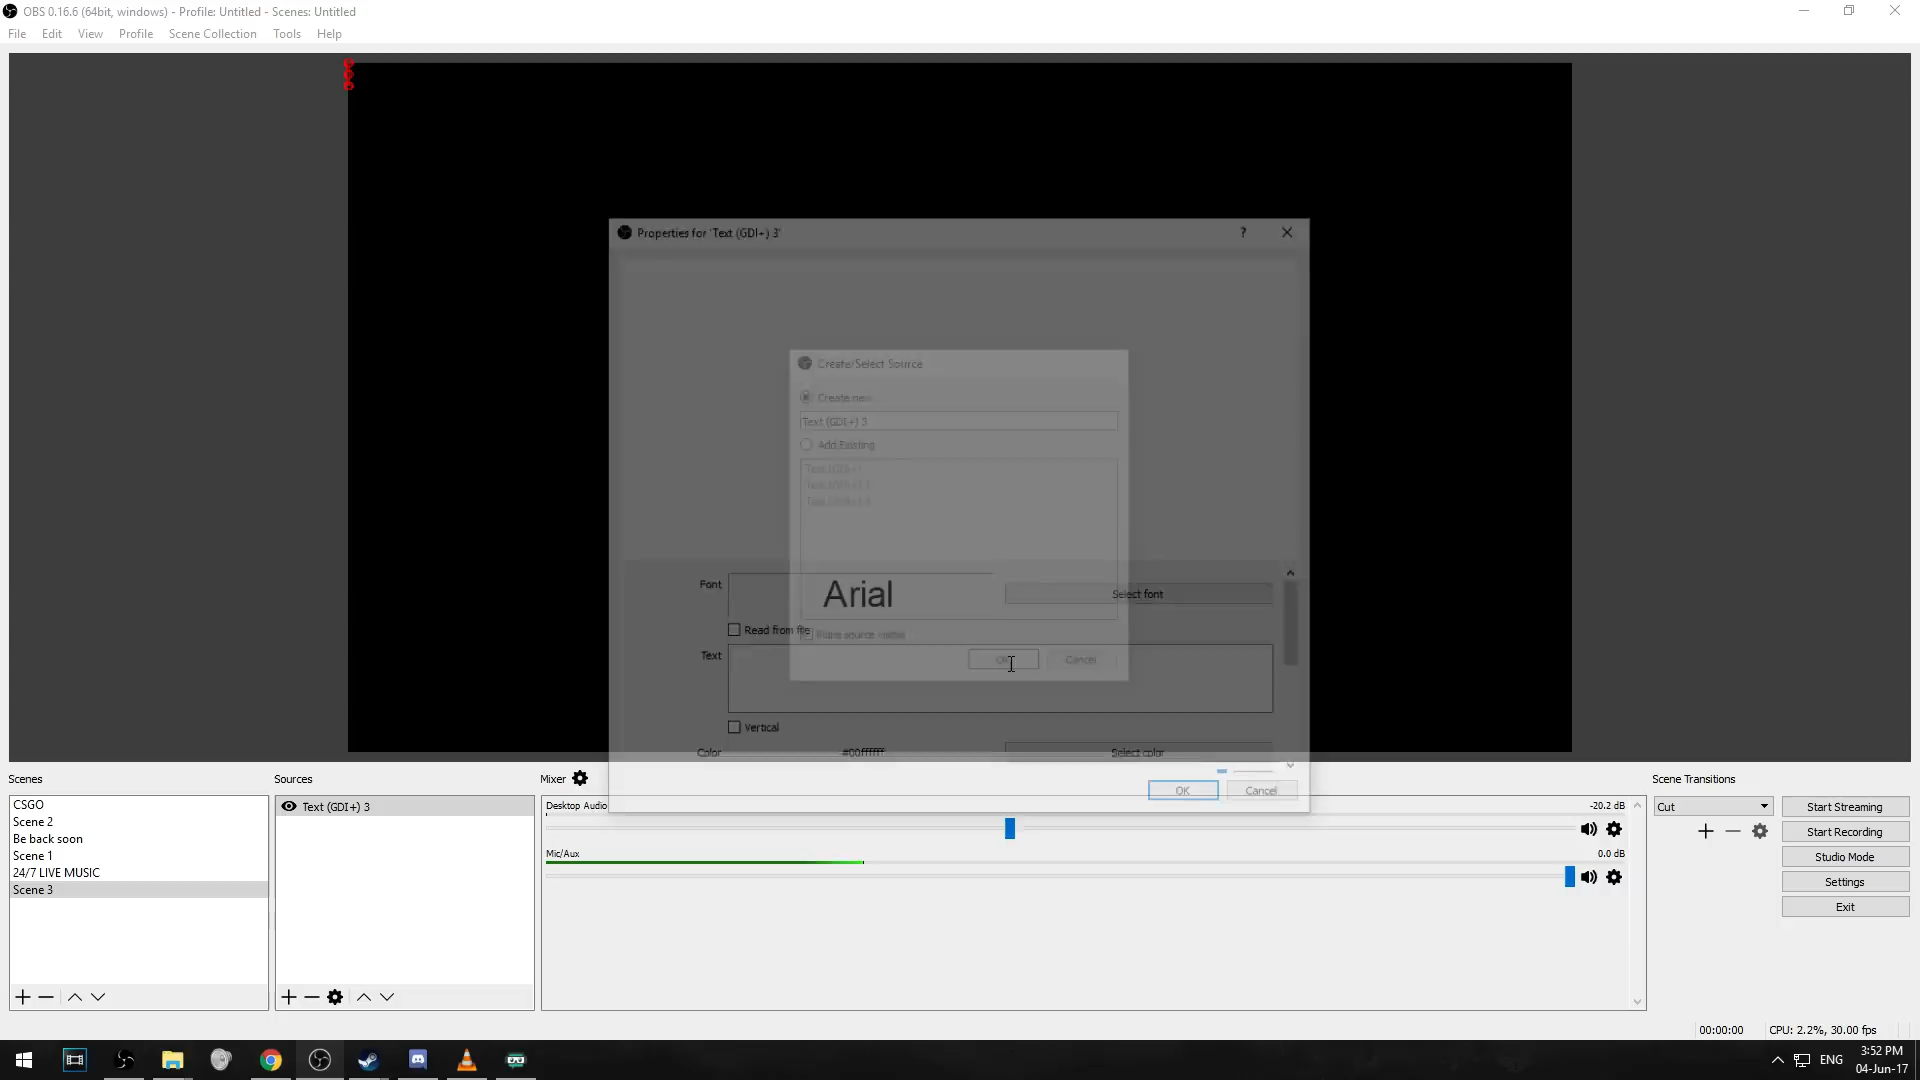 OBS 0.16.6 (64bit, windows) - Profile: Untitled - Scenes: Untitled
File Edit View Profile Scene Collection Tools Help
Properties for 'Text (GDI+) 3'
?
Create/Select Source
Create new
Text (GDI+) 3
Add Existing
Font Arial Select font
Read from file
Make source visible
Text
OK Cancel
Vertical
Color #00ffffff Select color
OK Cancel
Scenes
CSGO
Scene 2
Be back soon
Scene 1
24/7 LIVE MUSIC
Scene 3
Sources
Text (GDI+) 3
Mixer
Desktop Audio -20.2 dB
Mic/Aux 0.0 dB
Scene Transitions
Cut
Start Streaming
Start Recording
Studio Mode
Settings
Exit
00:00:00 CPU: 2.2%, 30.00 fps
ENG
3:52 PM
04-Jun-17